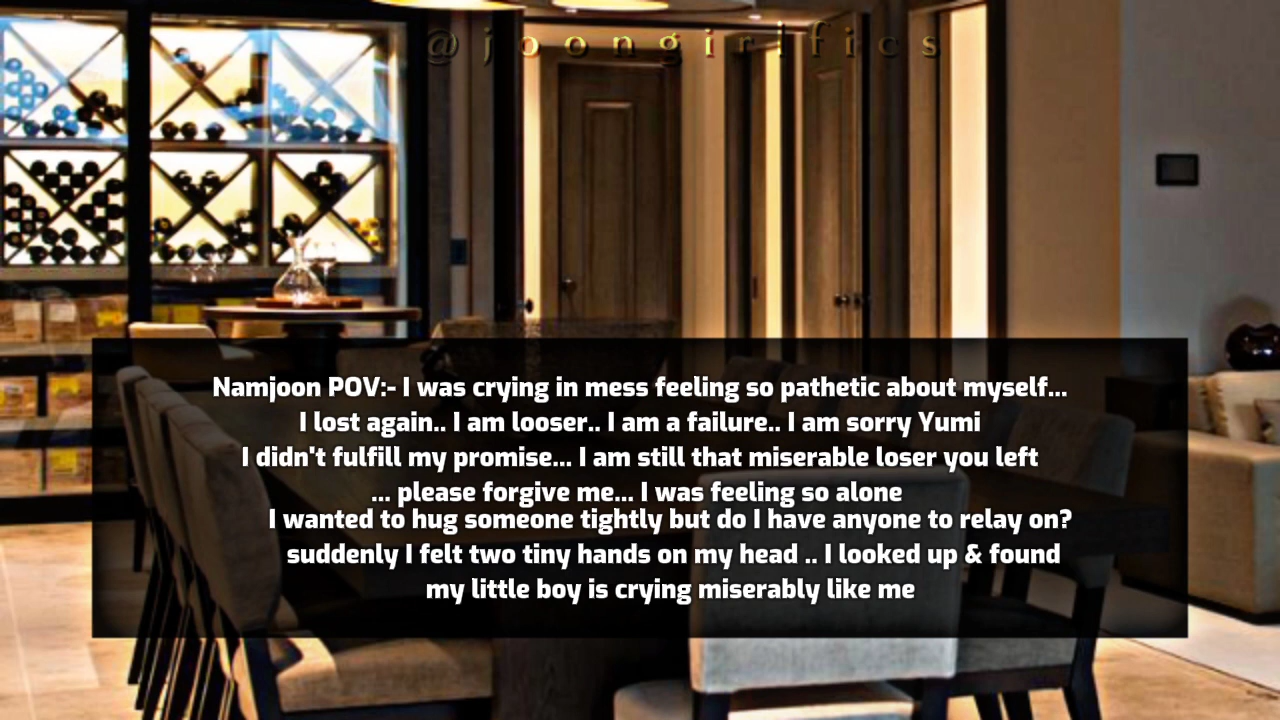 @joongirlfics
Namjoon POV:- I was crying in mess feeling so pathetic about myself...
I lost again.. I am looser.. I am a failure.. I am sorry Yumi
I didn't fulfill my promise... I am still that miserable loser you left
... please forgive me... I was feeling so alone
I wanted to hug someone tightly but do I have anyone to relay on?
suddenly I felt two tiny hands on my head .. I looked up & found
my little boy is crying miserably like me